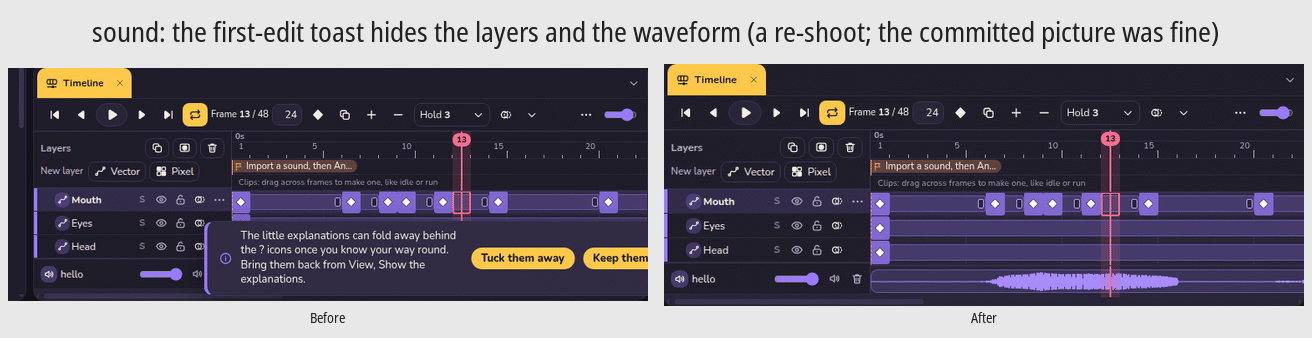 sound: the first-edit toast hides the layers and the waveform (a re-shoot; the committed picture was fine)
Timeline
Frame 13 / 48
24
Hold 3
Layers
0s
1
5
10
13
15
20
New layer
Vector
Pixel
Import a sound, then An...
Clips: drag across frames to make one, like idle or run
Mouth
S
Eyes
S
Head
S
hello
The little explanations can fold away behind
the ? icons once you know your way round.
Bring them back from View, Show the
explanations.
Tuck them away
Keep them
Before
Timeline
Frame 13 / 48
24
Hold 3
Layers
0s
1
5
10
13
15
20
New layer
Vector
Pixel
Import a sound, then An...
Clips: drag across frames to make one, like idle or run
Mouth
S
Eyes
S
Head
S
hello
After